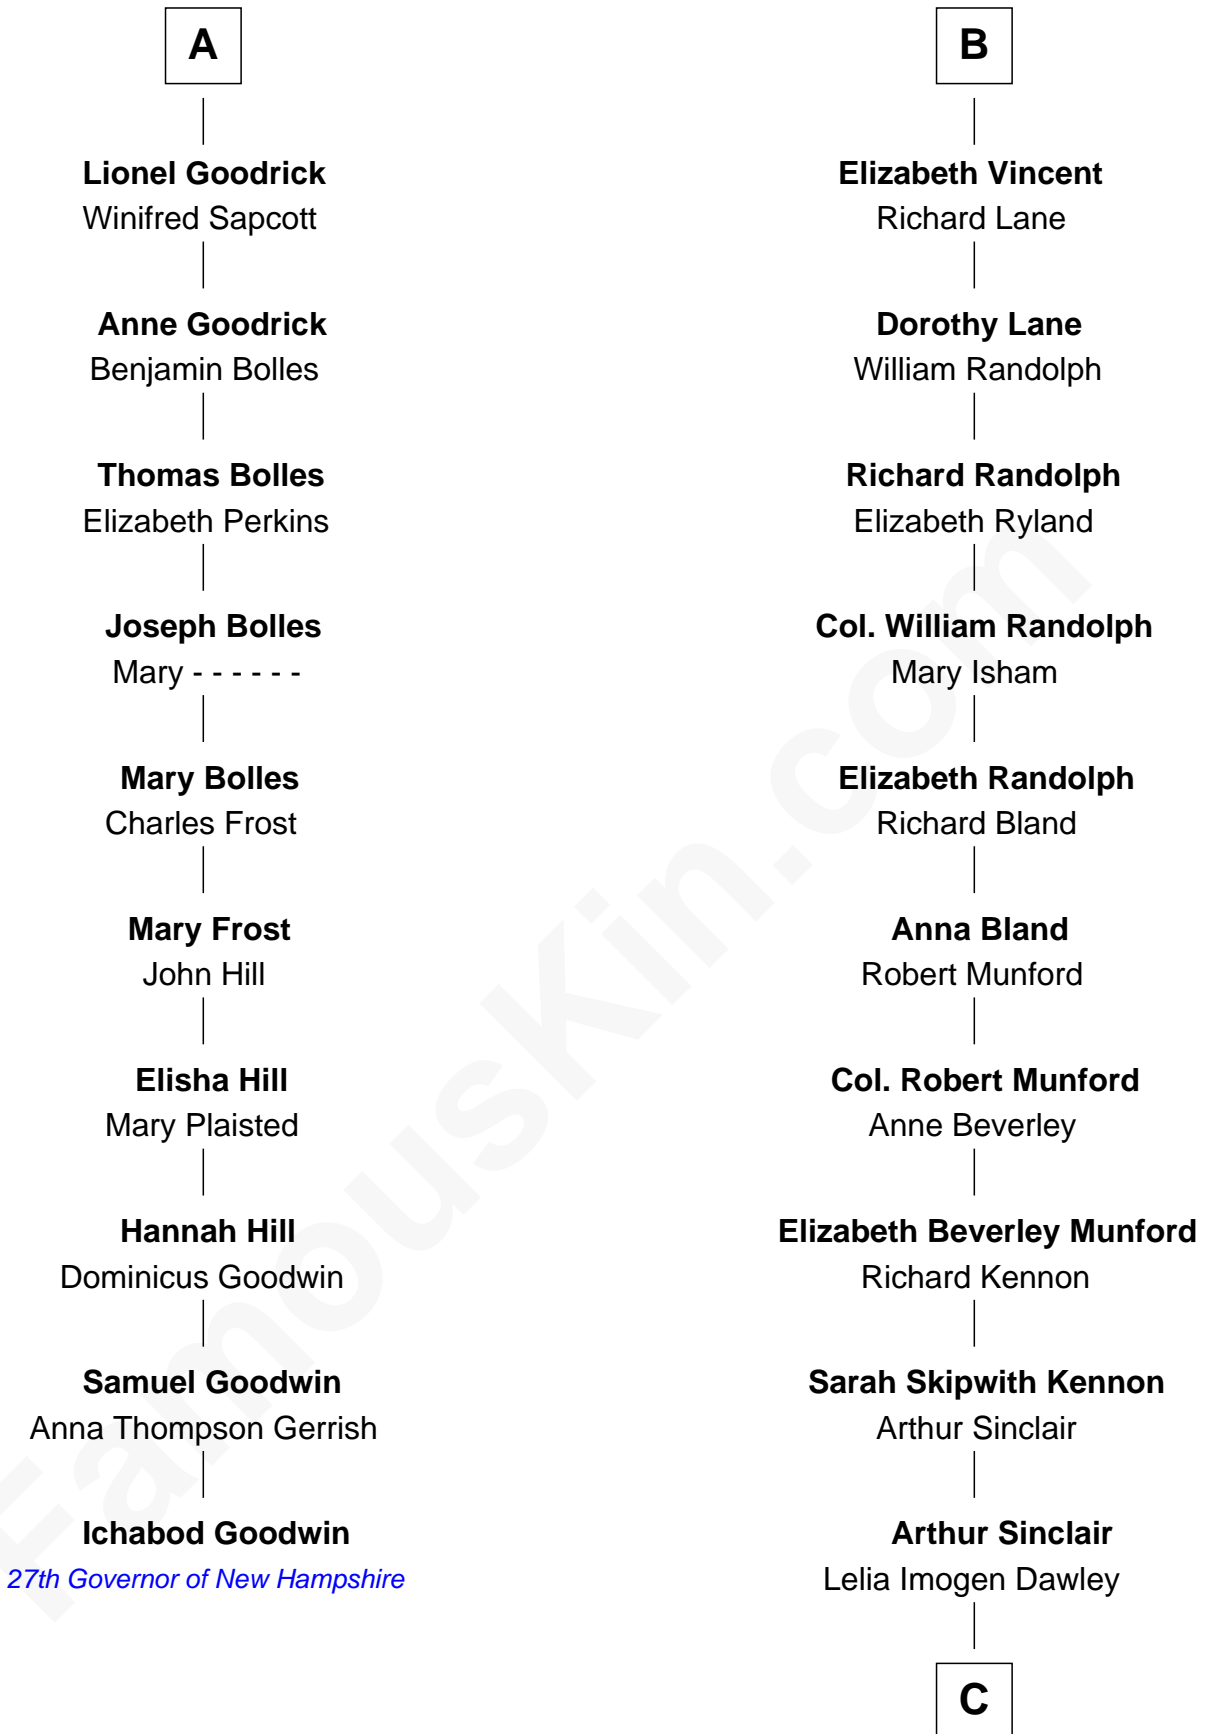 A
Lionel Goodrick
Winifred Sapcott
Anne Goodrick
Benjamin Bolles
Thomas Bolles
Elizabeth Perkins
Joseph Bolles
Mary - - - - - -
Mary Bolles
Charles Frost
Mary Frost
John Hill
Elisha Hill
Mary Plaisted
Hannah Hill
Dominicus Goodwin
Samuel Goodwin
Anna Thompson Gerrish
Ichabod Goodwin
27th Governor of New Hampshire
B
Elizabeth Vincent
Richard Lane
Dorothy Lane
William Randolph
Richard Randolph
Elizabeth Ryland
Col. William Randolph
Mary Isham
Elizabeth Randolph
Richard Bland
Anna Bland
Robert Munford
Col. Robert Munford
Anne Beverley
Elizabeth Beverley Munford
Richard Kennon
Sarah Skipwith Kennon
Arthur Sinclair
Arthur Sinclair
Lelia Imogen Dawley
C
FamousKin.com